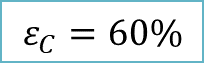 ε_C = 60%